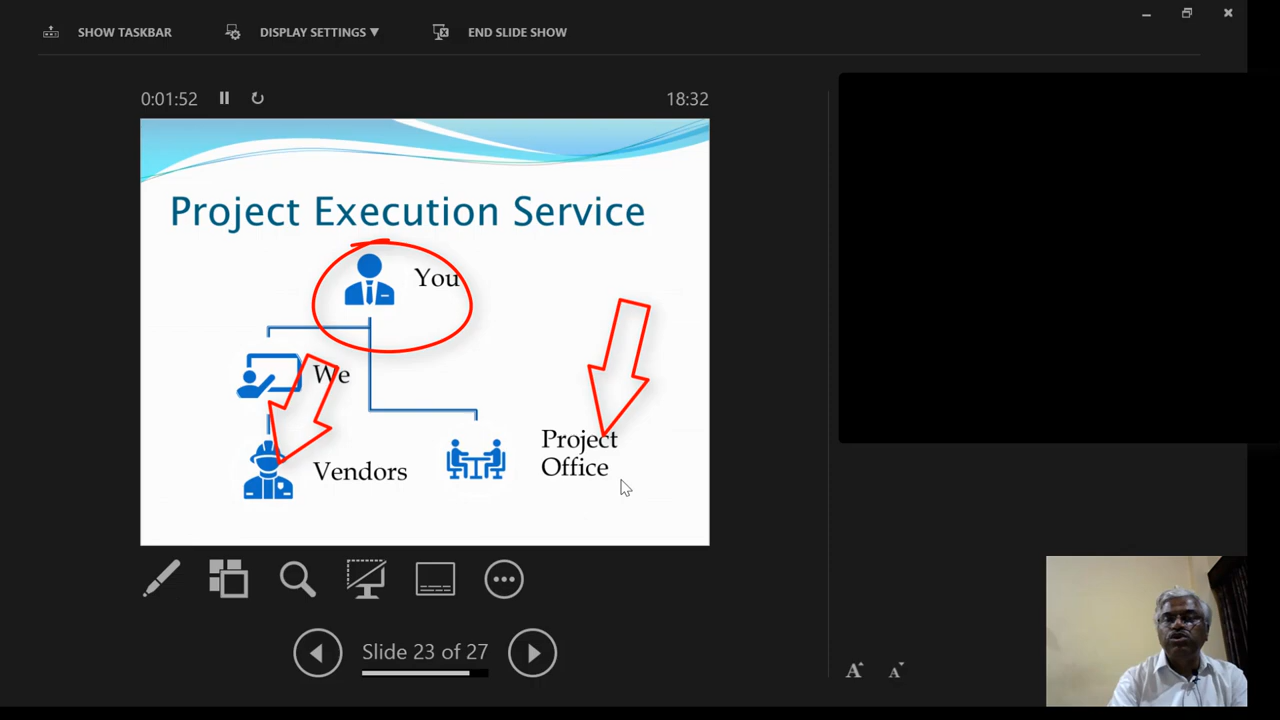 SHOW TASKBAR
DISPLAY SETTINGS ▼
END SLIDE SHOW
0:01:52
18:32
Project Execution Service
You
We
Vendors
Project
Office
Slide 23 of 27
A
A